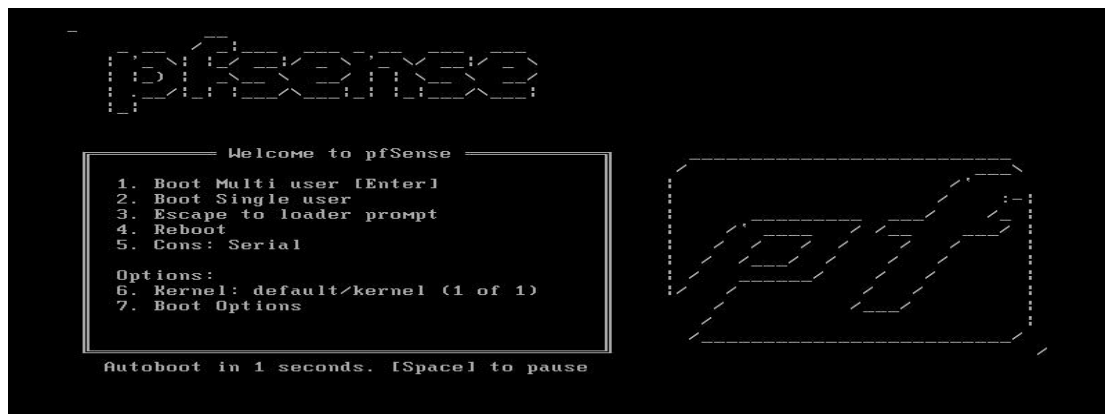 pfsense
Welcome to pfSense
1. Boot Multi user [Enter]
2. Boot Single user
3. Escape to loader prompt
4. Reboot
5. Cons: Serial
Options:
6. Kernel: default/kernel (1 of 1)
7. Boot Options
pf
Autoboot in 1 seconds. [Space] to pause